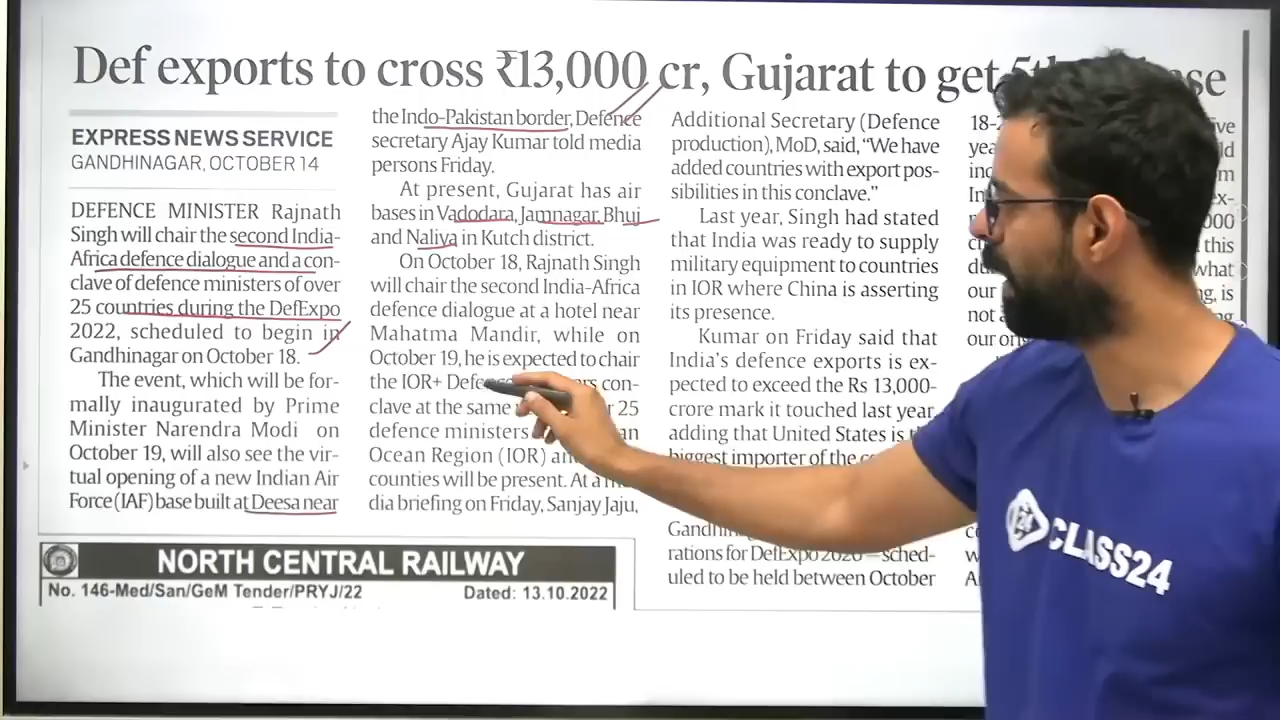 Def exports to cross ₹13,000 cr, Gujarat to get 5th
EXPRESS NEWS SERVICE
GANDHINAGAR, OCTOBER 14
DEFENCE MINISTER Rajnath
Singh will chair the second India-
Africa defence dialogue and a con-
clave of defence ministers of over
25 countries during the DefExpo
2022, scheduled to begin in
Gandhinagar on October 18.
The event, which will be for-
mally inaugurated by Prime
Minister Narendra Modi on
October 19, will also see the vir-
tual opening of a new Indian Air
Force (IAF) base built at Deesa near
the Indo-Pakistan border, Defence
secretary Ajay Kumar told media
persons Friday.
At present, Gujarat has air
bases in Vadodara, Jamnagar, Bhuj
and Naliya in Kutch district.
On October 18, Rajnath Singh
will chair the second India-Africa
defence dialogue at a hotel near
Mahatma Mandir, while on
October 19, he is expected to chair
the IOR+ con-
clave at the same 25
defence ministers
Ocean Region (IOR)
counties will be present. At a
dia briefing on Friday, Sanjay Jaju,
Additional Secretary (Defence
production), MoD, said, “We have
added countries with export pos-
sibilities in this conclave.”
Last year, Singh had stated
that India was ready to supply
military equipment to countries
in IOR where China is asserting
its presence.
Kumar on Friday said that
India’s defence exports is ex-
pected to exceed the Rs 13,000-
crore mark it touched last year,
adding that United States is
biggest importer of the
rations for DefExpo 2020 — sched-
uled to be held between October
our
not
this
what
is
NORTH CENTRAL RAILWAY
No. 146-Med/San/GeM Tender/PRYJ/22 Dated: 13.10.2022
24 CLASS24